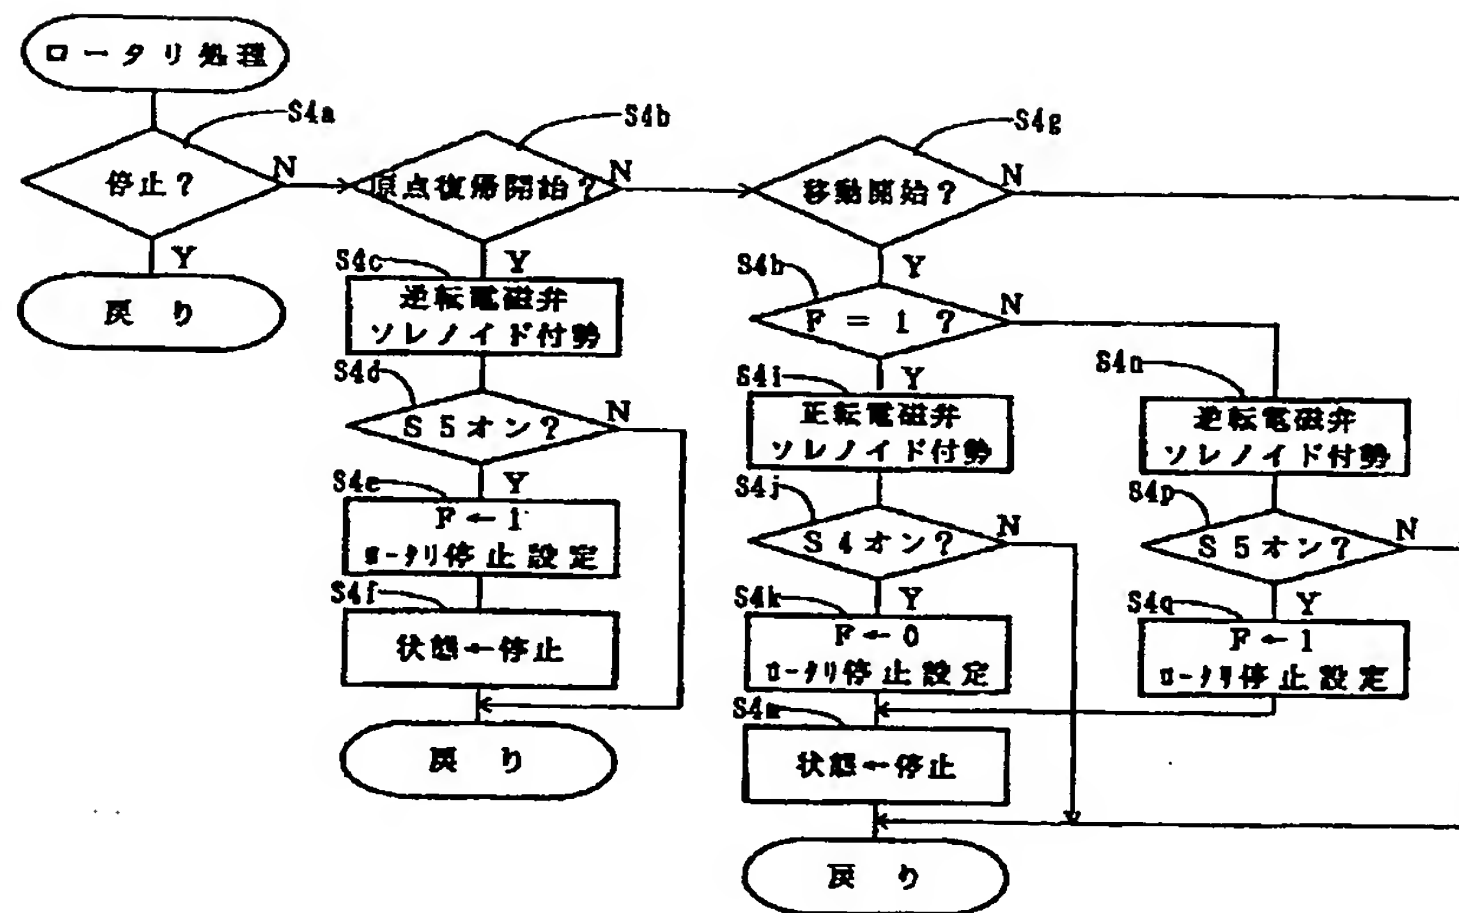 ロータリ処理
S4a
停止?
N
Y
戻り
S4b
原点復帰開始?
N
Y
S4c
逆転電磁弁
ソレノイド付勢
S4d
S5オン?
N
Y
S4e
F←1
ロータリ停止設定
S4f
状態←停止
戻り
S4g
移動開始?
N
Y
S4h
F=1?
N
Y
S4i
正転電磁弁
ソレノイド付勢
S4j
S4オン?
N
Y
S4k
F←0
ロータリ停止設定
S4m
状態←停止
戻り
S4n
逆転電磁弁
ソレノイド付勢
S4p
S5オン?
N
Y
S4q
F←1
ロータリ停止設定